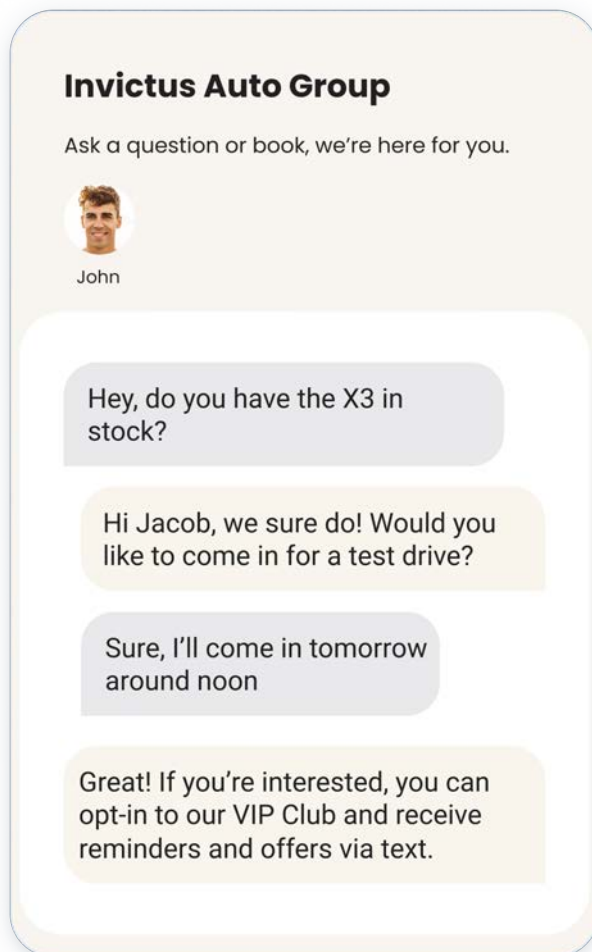 Invictus Auto Group
Ask a question or book, we’re here for you.
John
Hey, do you have the X3 in
stock?
Hi Jacob, we sure do! Would you
like to come in for a test drive?
Sure, I’ll come in tomorrow
around noon
Great! If you’re interested, you can
opt-in to our VIP Club and receive
reminders and offers via text.